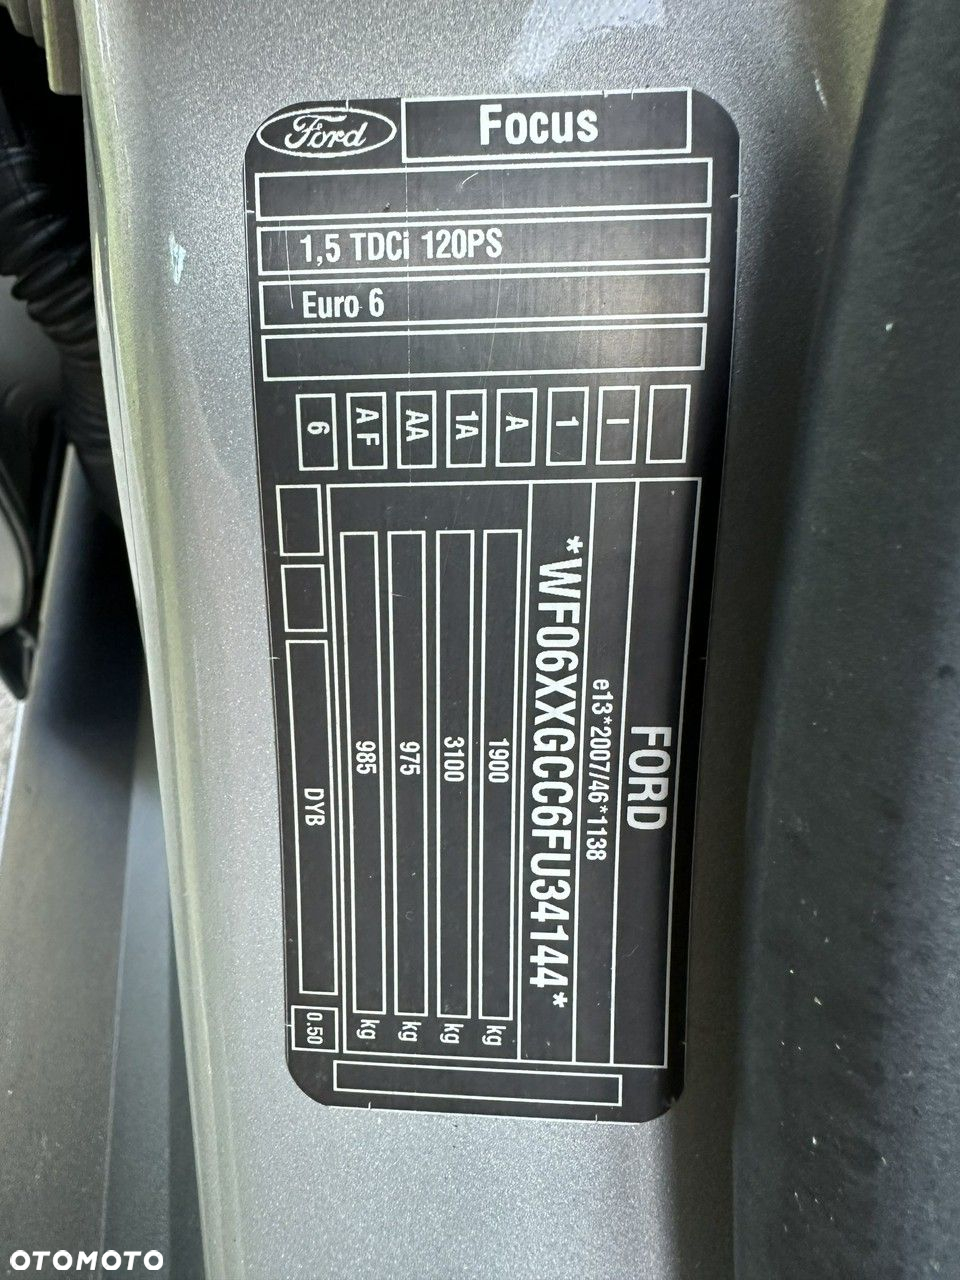 Ford
Focus
1,5 TDCi 120PS
Euro 6
I
1
A
1A
AA
A F
6
FORD
e13*2007/46*1138
*WF06XXGCC6FU34144*
1900 kg
3100 kg
975 kg
985 kg
DYB
0.50
OTOMOTO